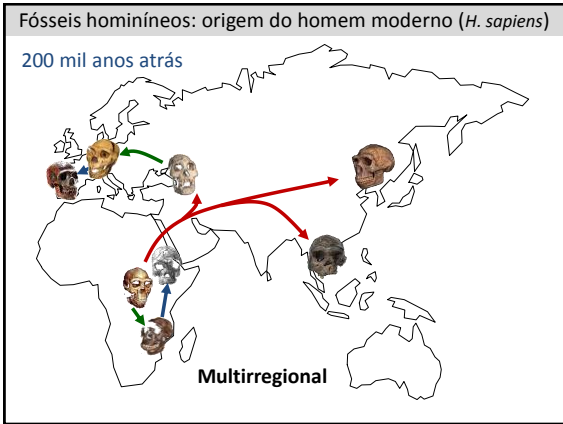 Fósseis hominíneos: origem do homem moderno (H. sapiens)
200 mil anos atrás
Multirregional